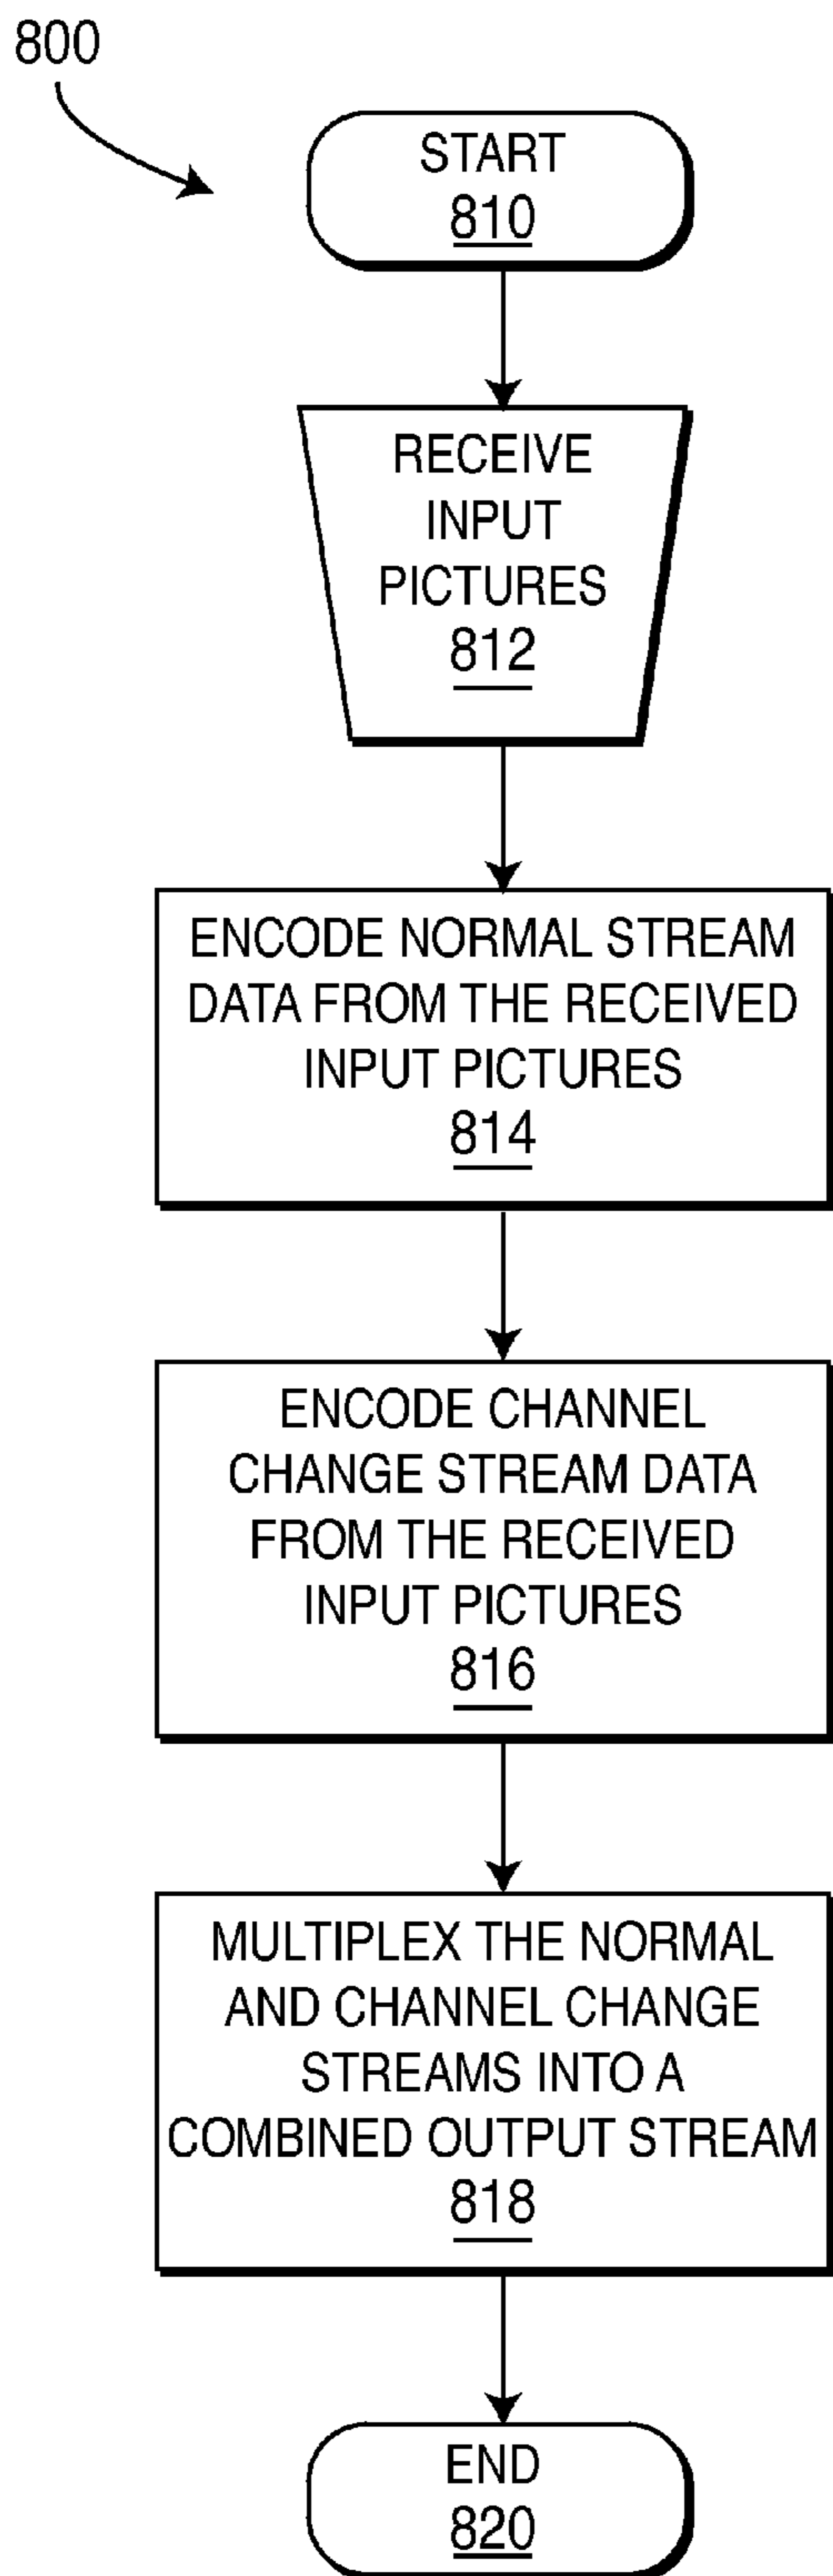 800
START
810
RECEIVE
INPUT
PICTURES
812
ENCODE NORMAL STREAM
DATA FROM THE RECEIVED
INPUT PICTURES
814
ENCODE CHANNEL
CHANGE STREAM DATA
FROM THE RECEIVED
INPUT PICTURES
816
MULTIPLEX THE NORMAL
AND CHANNEL CHANGE
STREAMS INTO A
COMBINED OUTPUT STREAM
818
END
820